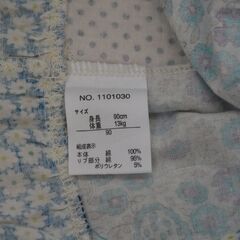 NO. 1101030
サイズ
身長 90cm
体重 13kg
90
組成表示
本体 綿 100%
リブ部分 綿 95%
ポリウレタン 5%